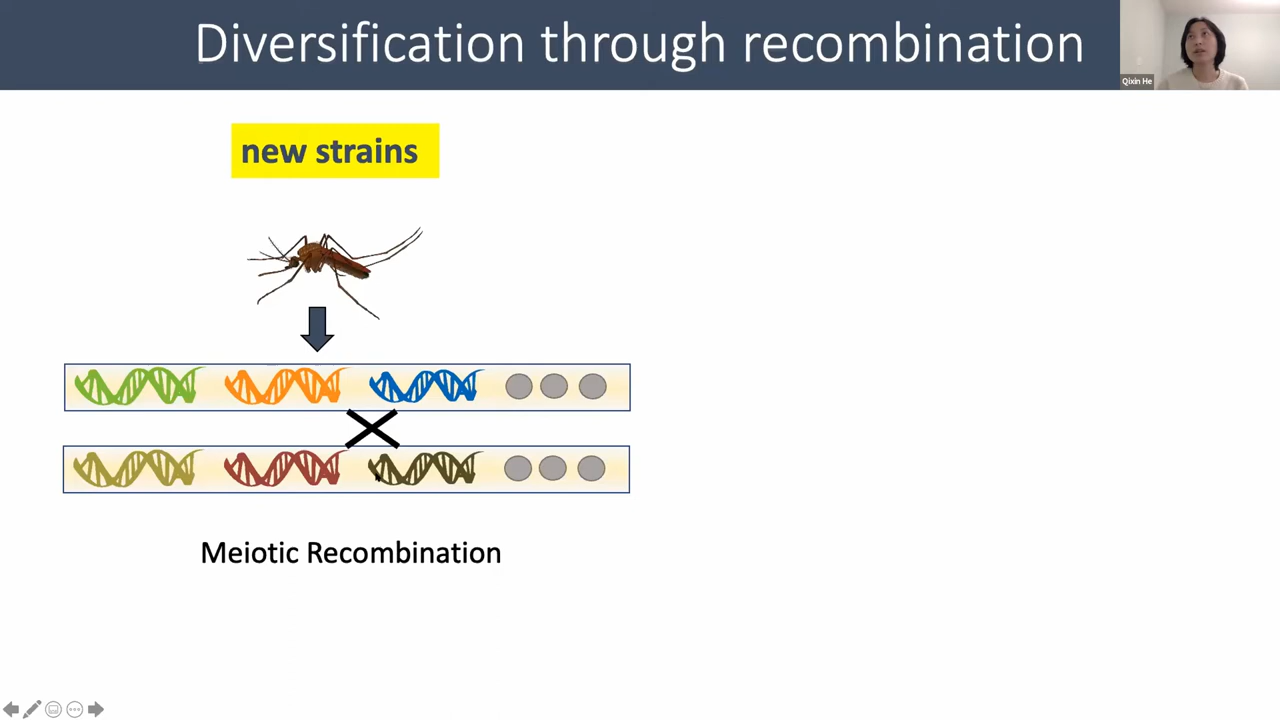 Diversification through recombination
Qixin He
new strains
Meiotic Recombination